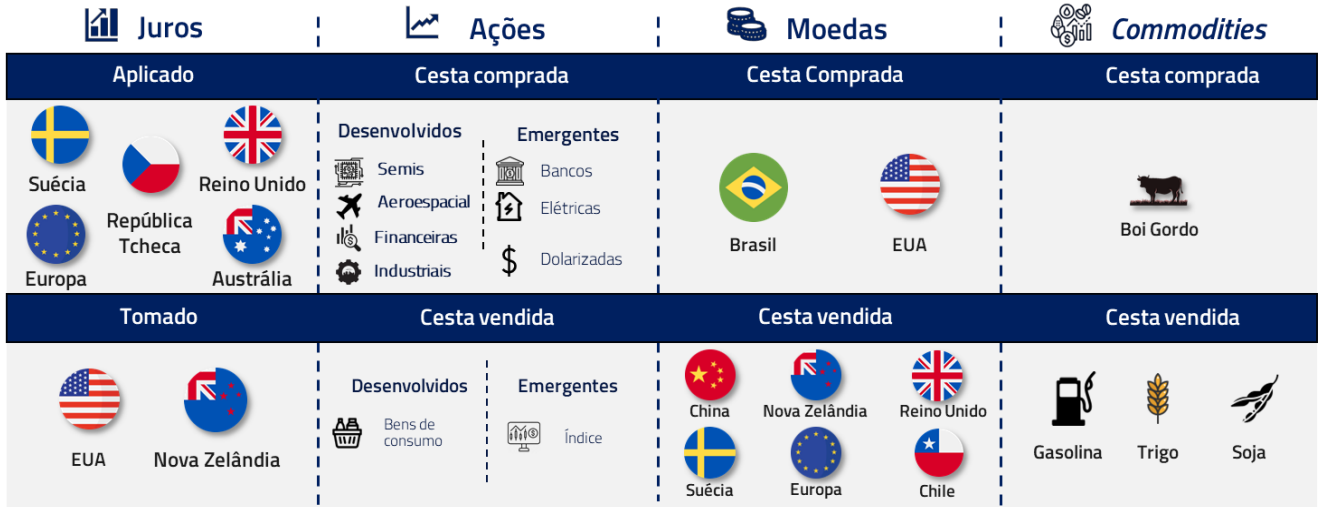 Juros
Ações
Moedas
Commodities
Aplicado
Cesta comprada
Cesta Comprada
Cesta comprada
Suécia
República
Tcheca
Reino Unido
Europa
Austrália
Desenvolvidos
Semis
Aeroespacial
Financeiras
Industriais
Emergentes
Bancos
Elétricas
Dolarizadas
Brasil
EUA
Boi Gordo
Tomado
Cesta vendida
Cesta vendida
Cesta vendida
EUA
Nova Zelândia
Desenvolvidos
Bens de
consumo
Emergentes
Índice
China
Nova Zelândia
Reino Unido
Suécia
Europa
Chile
Gasolina
Trigo
Soja